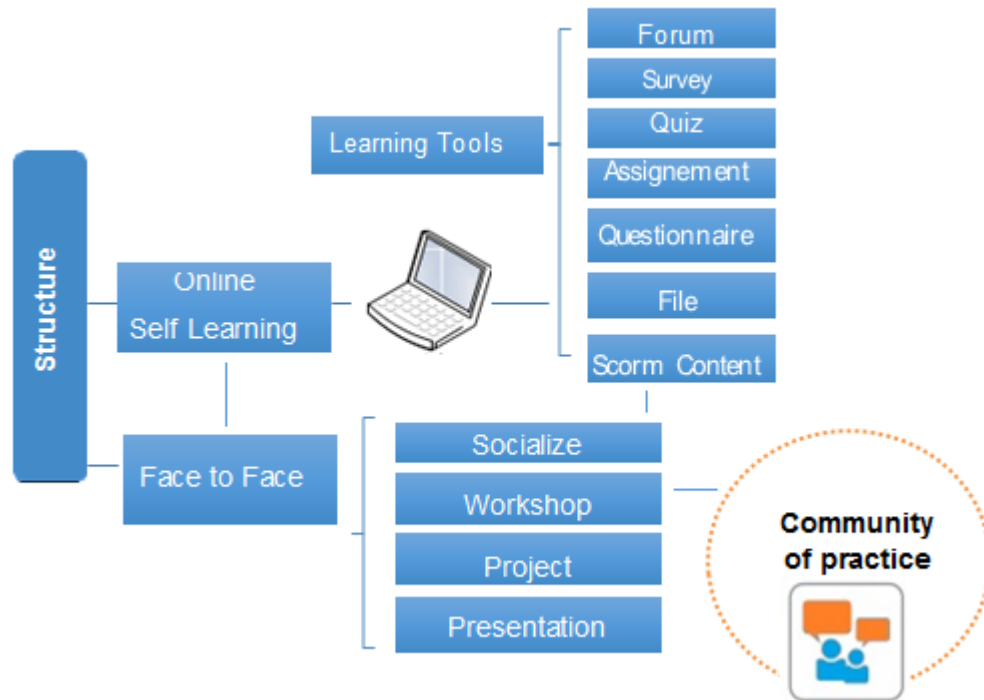 Structure
Online
Self Learning
Face to Face
Learning Tools
Forum
Survey
Quiz
Assignement
Questionnaire
File
Scorm Content
Socialize
Workshop
Project
Presentation
Community
of practice